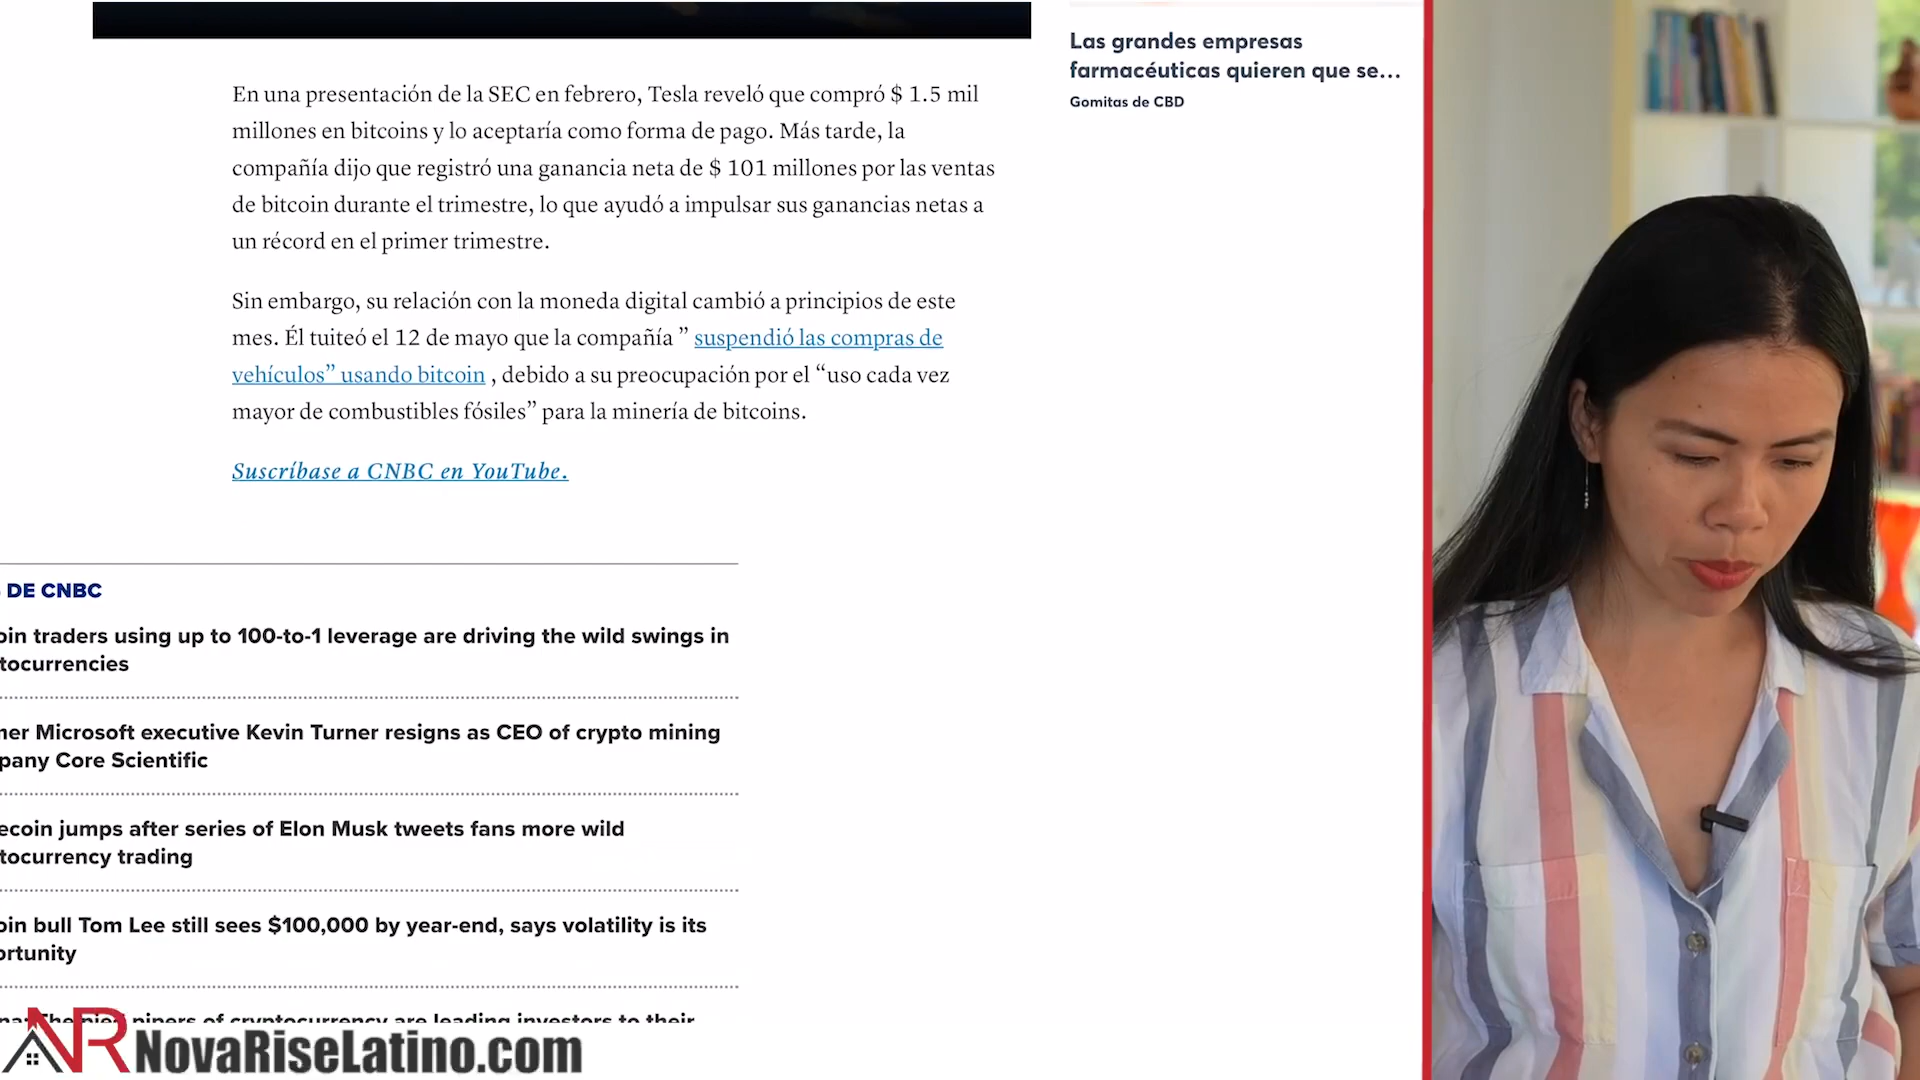 En una presentación de la SEC en febrero, Tesla reveló que compró $ 1.5 mil
millones en bitcoins y lo aceptaría como forma de pago. Más tarde, la
compañía dijo que registró una ganancia neta de $ 101 millones por las ventas
de bitcoin durante el trimestre, lo que ayudó a impulsar sus ganancias netas a
un récord en el primer trimestre.
Sin embargo, su relación con la moneda digital cambió a principios de este
mes. Él tuiteó el 12 de mayo que la compañía ” suspendió las compras de
vehículos” usando bitcoin , debido a su preocupación por el “uso cada vez
mayor de combustibles fósiles” para la minería de bitcoins.
Suscríbase a CNBC en YouTube.
DE CNBC
oin traders using up to 100-to-1 leverage are driving the wild swings in
tocurrencies
ner Microsoft executive Kevin Turner resigns as CEO of crypto mining
pany Core Scientific
ecoin jumps after series of Elon Musk tweets fans more wild
tocurrency trading
oin bull Tom Lee still sees $100,000 by year-end, says volatility is its
ortunity
The pied pipers of cryptocurrency are leading investors to their
NR NovaRiseLatino.com
Las grandes empresas
farmacéuticas quieren que se...
Gomitas de CBD